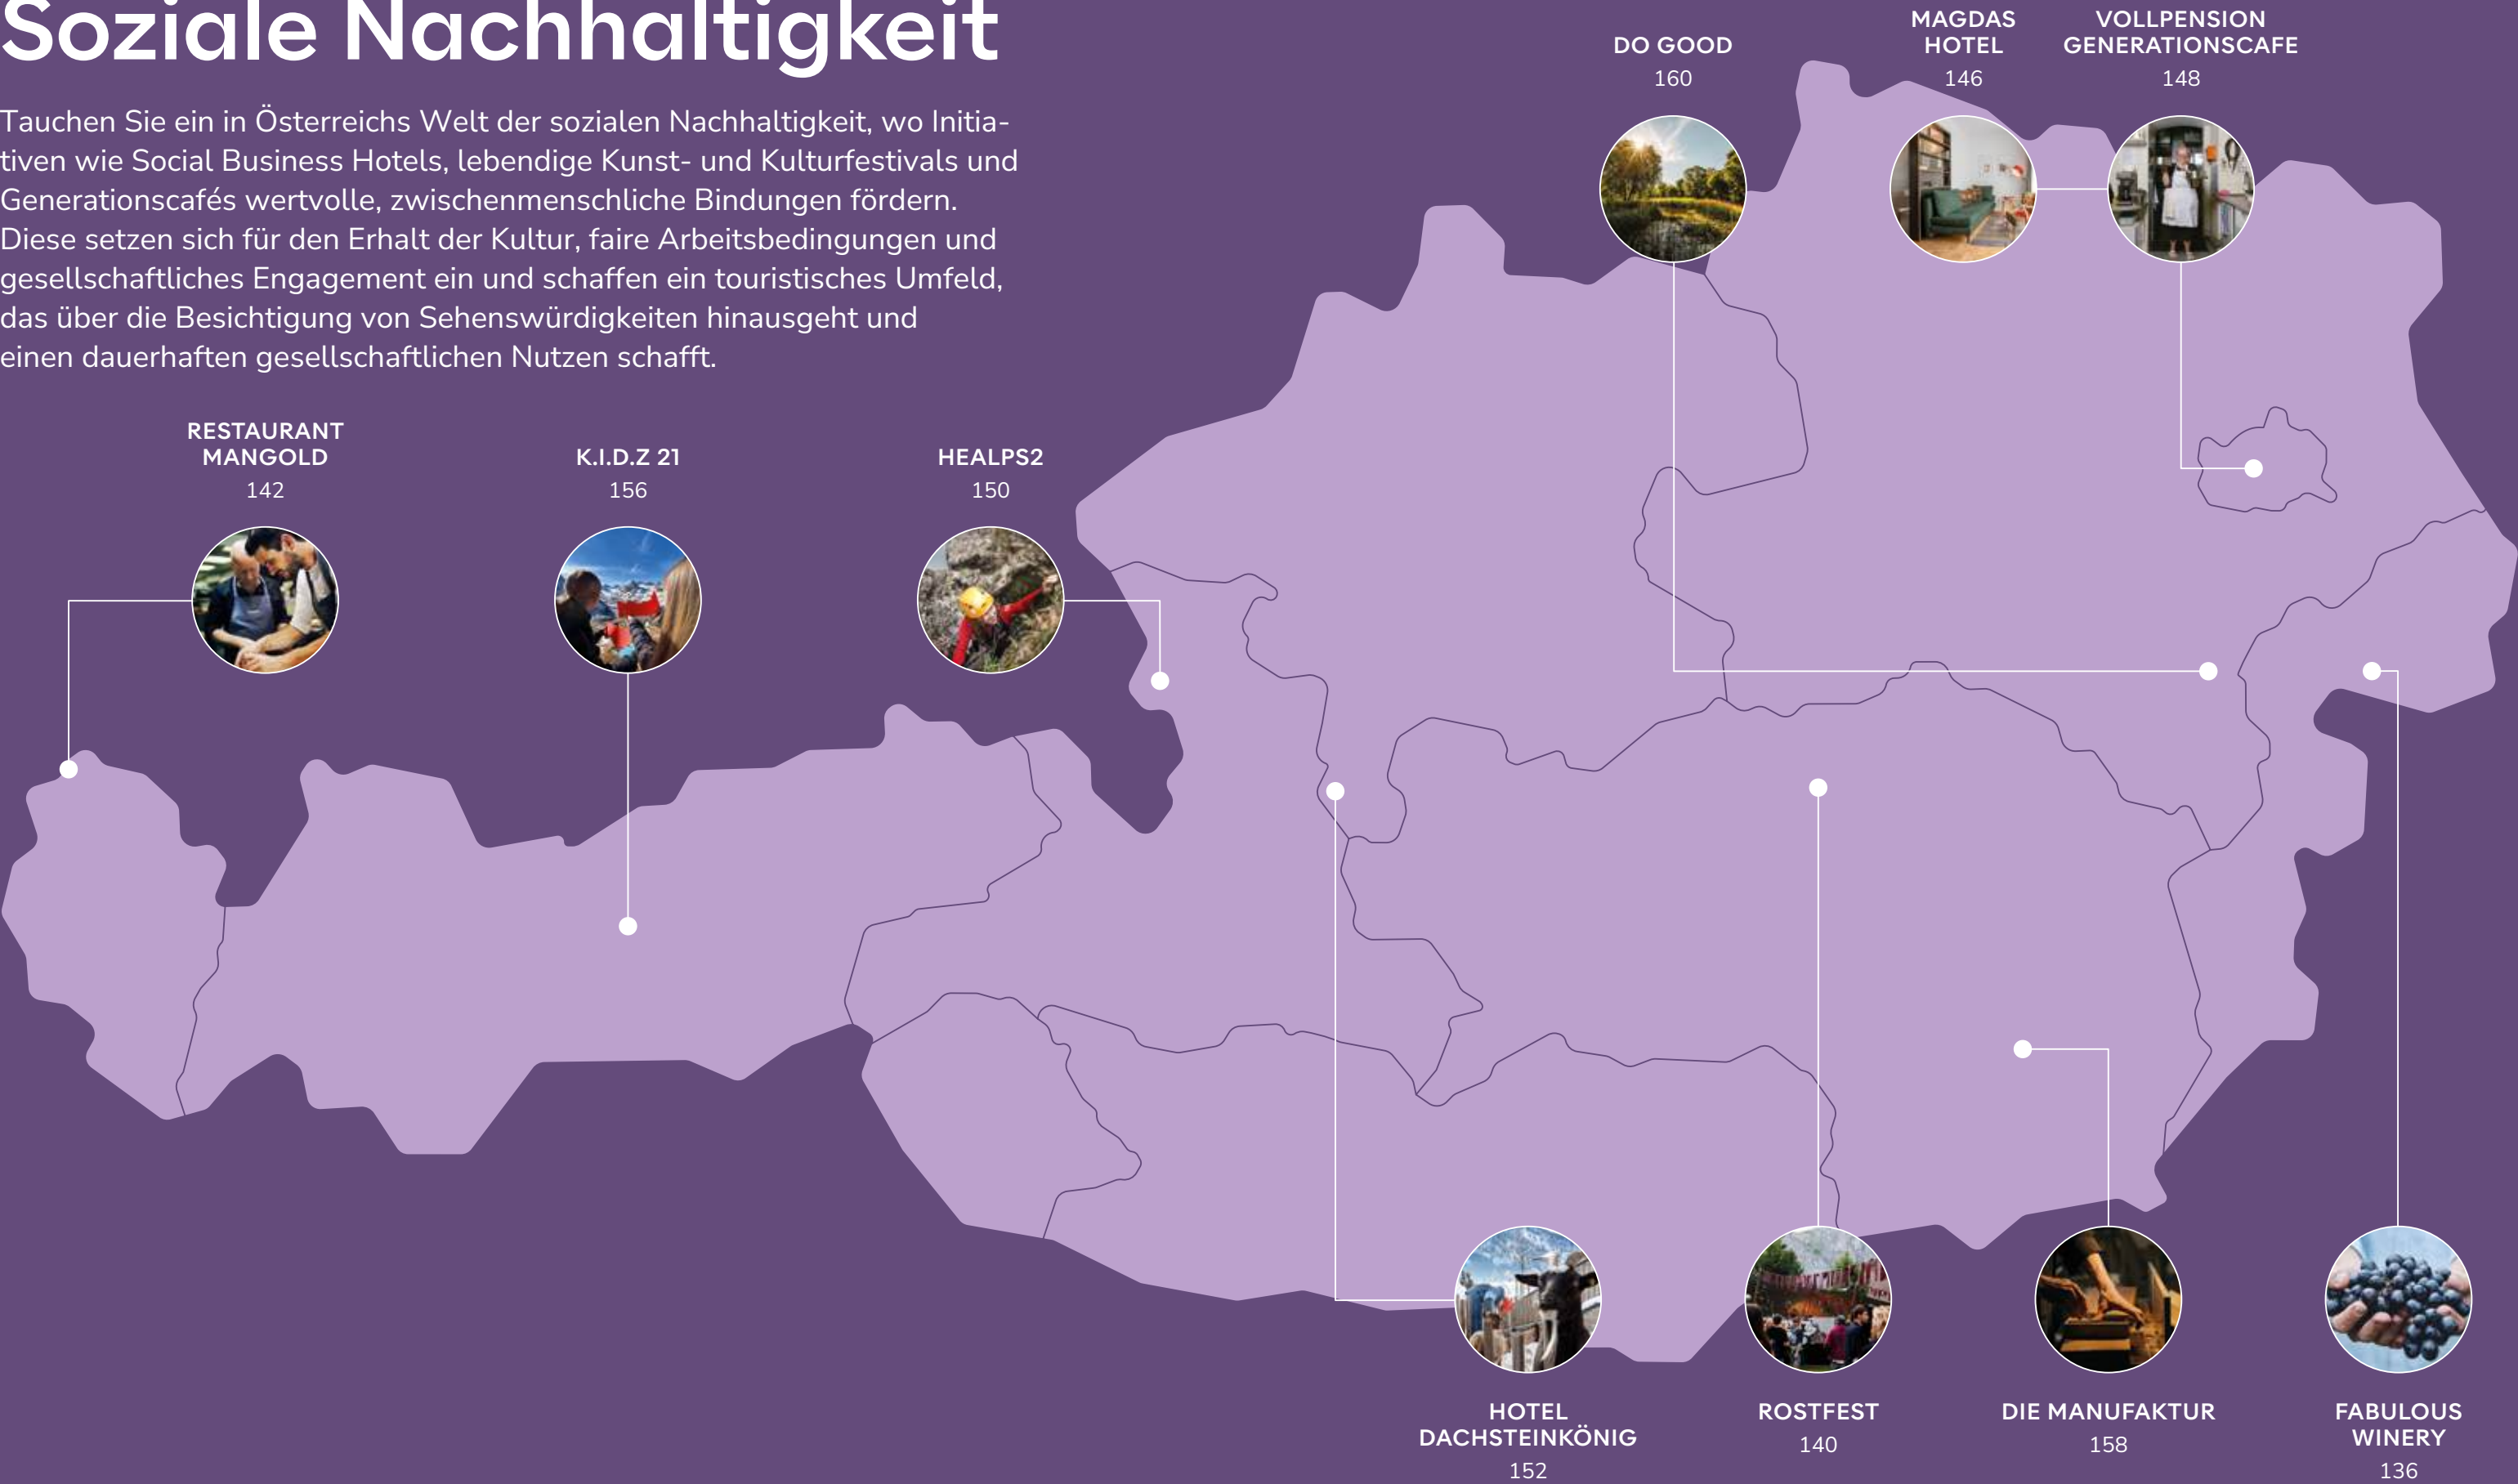 Soziale Nachhaltigkeit
Tauchen Sie ein in Österreichs Welt der sozialen Nachhaltigkeit, wo Initia-
tiven wie Social Business Hotels, lebendige Kunst- und Kulturfestivals und
Generationscafés wertvolle, zwischenmenschliche Bindungen fördern.
Diese setzen sich für den Erhalt der Kultur, faire Arbeitsbedingungen und
gesellschaftliches Engagement ein und schaffen ein touristisches Umfeld,
das über die Besichtigung von Sehenswürdigkeiten hinausgeht und
einen dauerhaften gesellschaftlichen Nutzen schafft.
DO GOOD
160
MAGDAS
HOTEL
146
VOLLPENSION
GENERATIONSCAFE
148
RESTAURANT
MANGOLD
142
K.I.D.Z 21
156
HEALPS2
150
HOTEL
DACHSTEINKÖNIG
152
ROSTFEST
140
DIE MANUFAKTUR
158
FABULOUS
WINERY
136